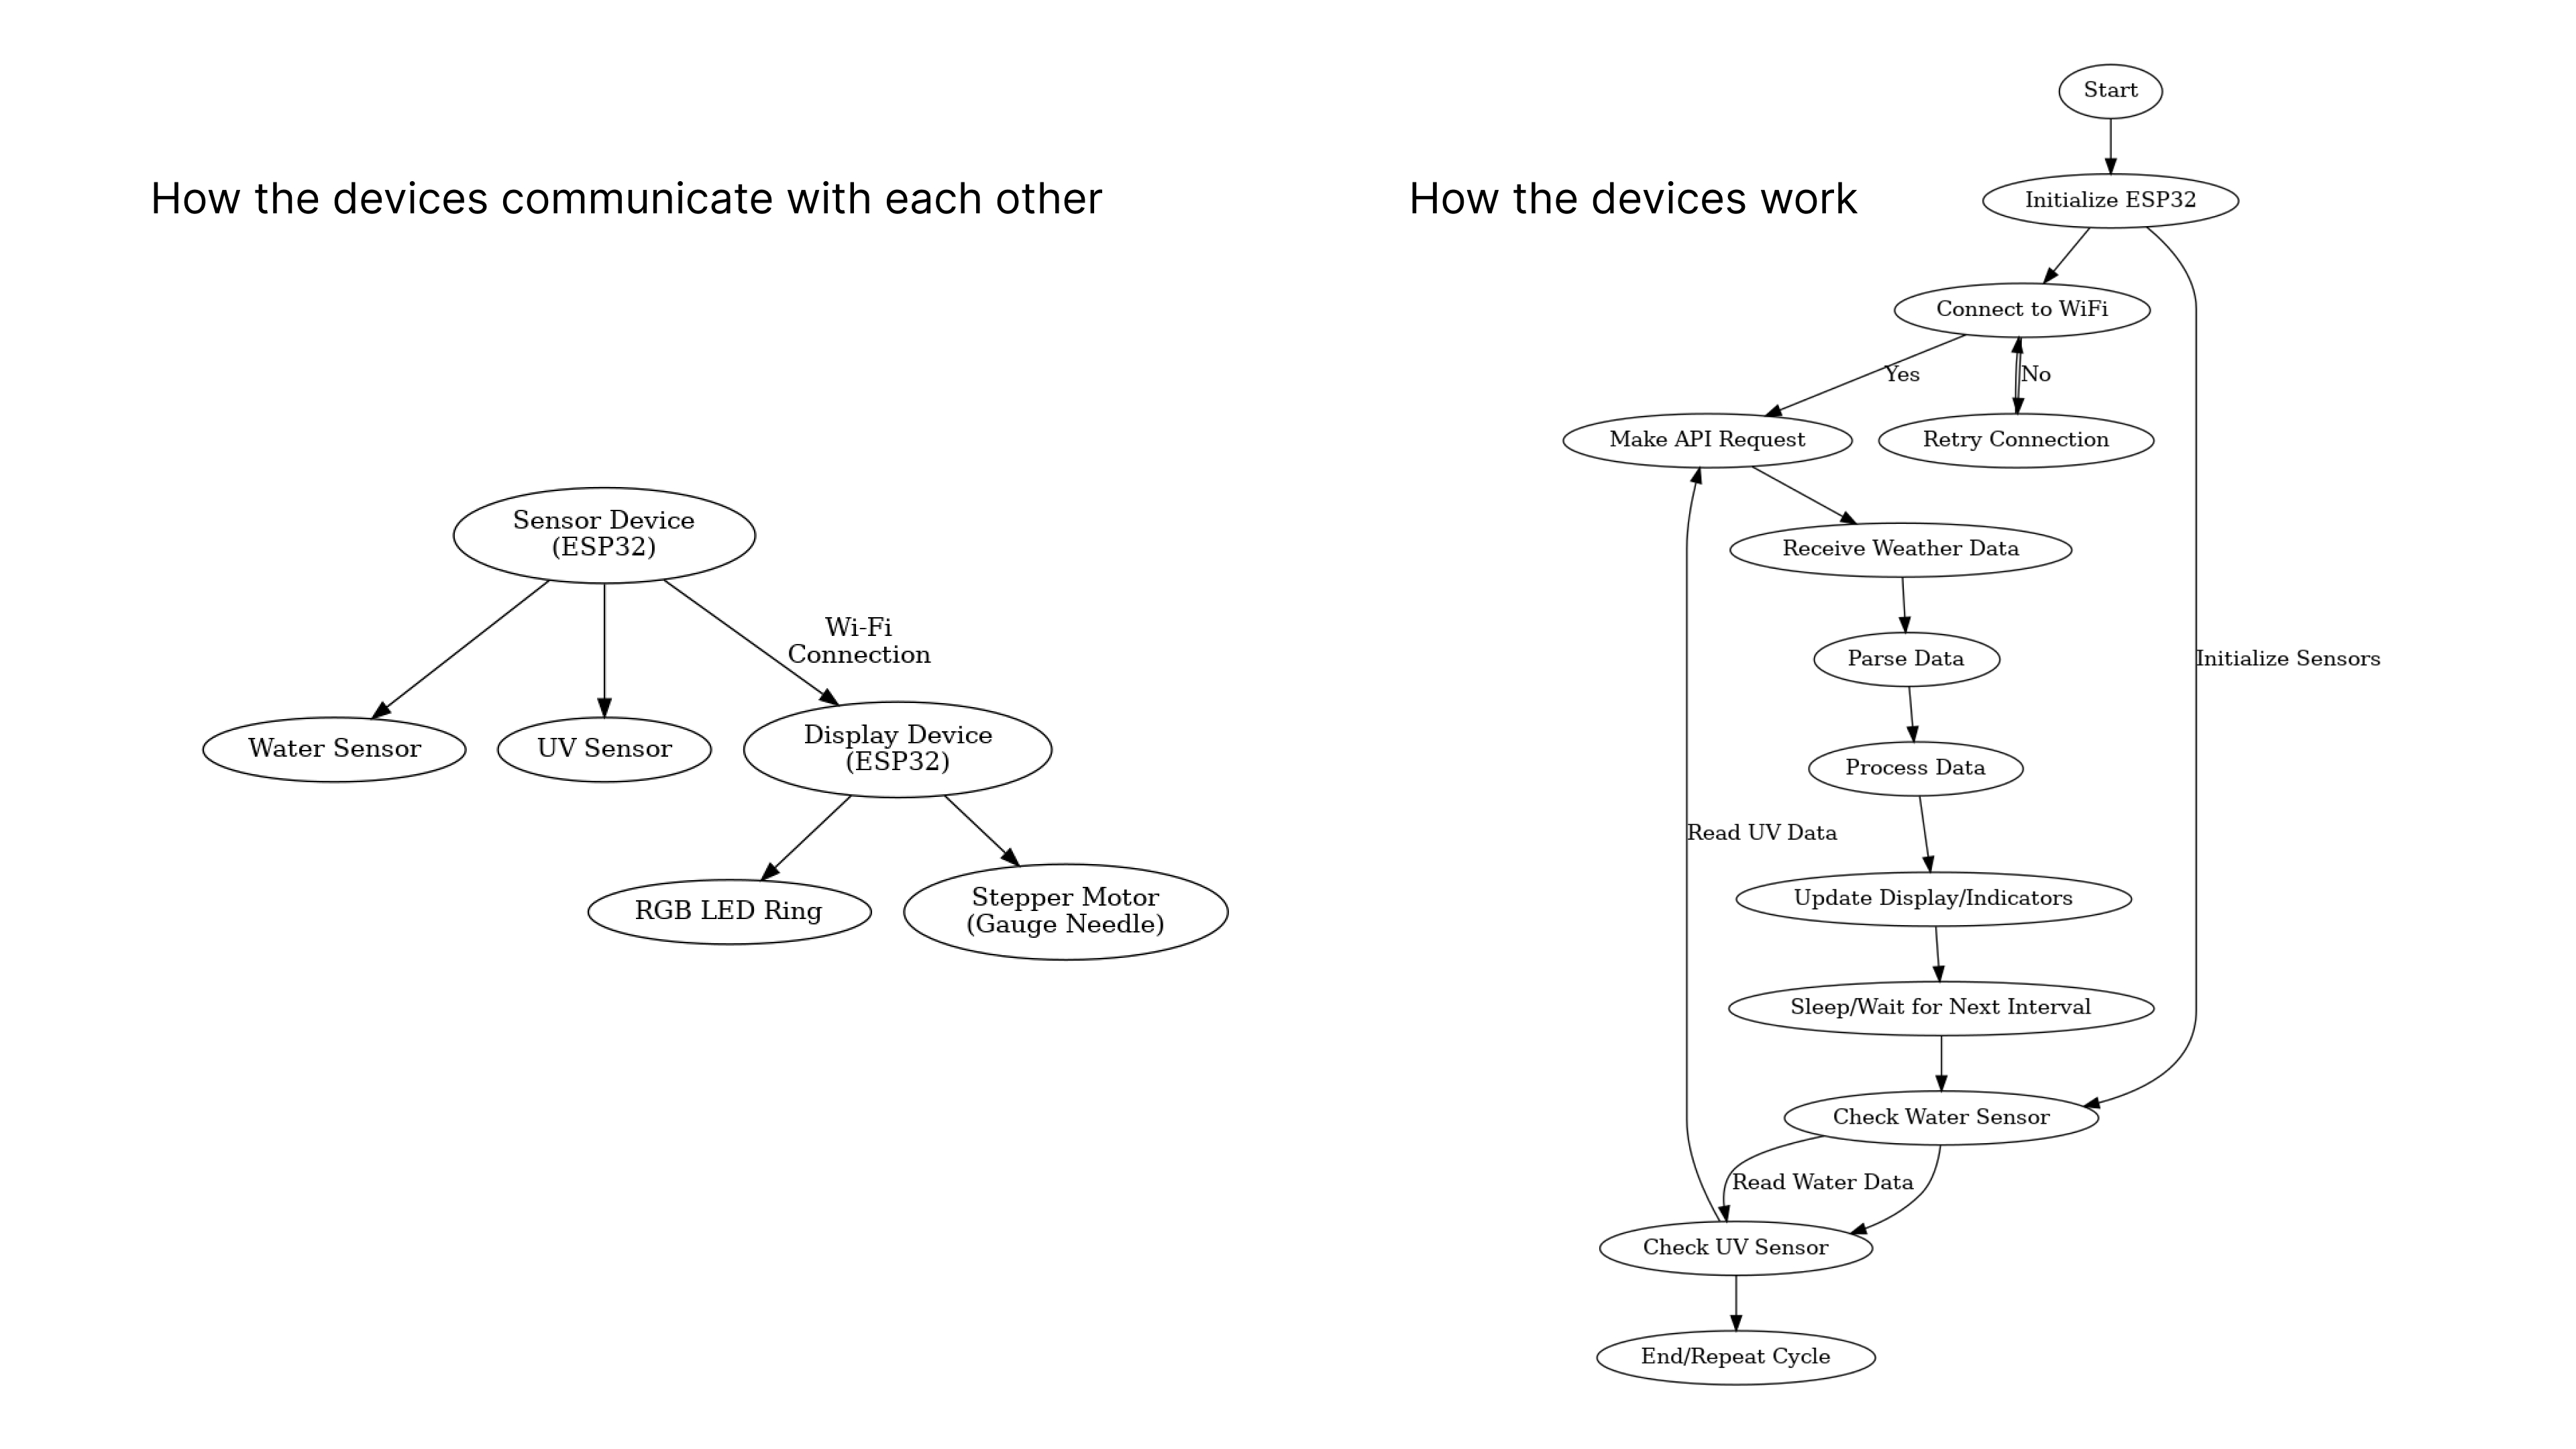 How the devices communicate with each other
Sensor Device
(ESP32)
Wi-Fi
Connection
Water Sensor
UV Sensor
Display Device
(ESP32)
RGB LED Ring
Stepper Motor
(Gauge Needle)
How the devices work
Start
Initialize ESP32
Connect to WiFi
Yes
No
Make API Request
Retry Connection
Receive Weather Data
Parse Data
Initialize Sensors
Process Data
Read UV Data
Update Display/Indicators
Sleep/Wait for Next Interval
Check Water Sensor
Read Water Data
Check UV Sensor
End/Repeat Cycle